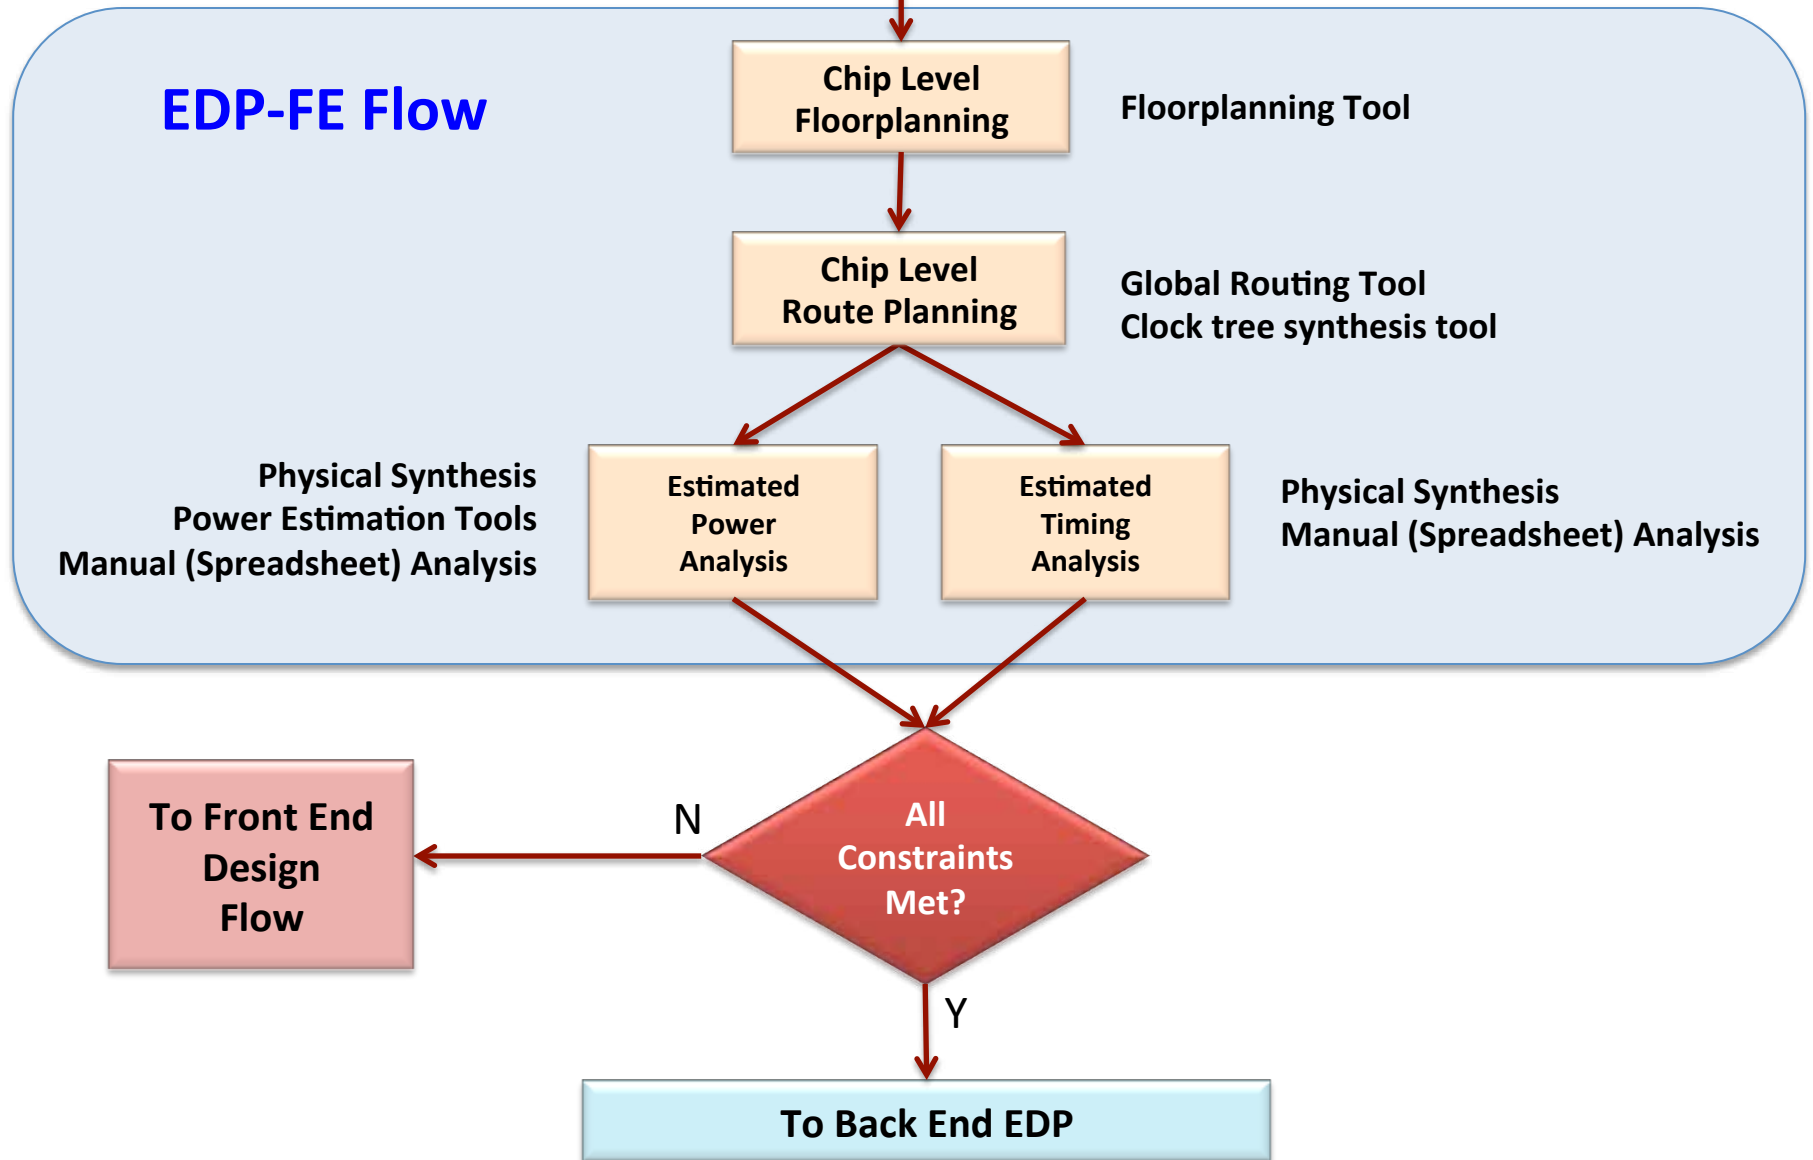 EDP-FE Flow
Chip Level
Floorplanning
Floorplanning Tool
Chip Level
Route Planning
Global Routing Tool
Clock tree synthesis tool
Physical Synthesis
Power Estimation Tools
Manual (Spreadsheet) Analysis
Estimated
Power
Analysis
Estimated
Timing
Analysis
Physical Synthesis
Manual (Spreadsheet) Analysis
To Front End
Design
Flow
N
All
Constraints
Met?
Y
To Back End EDP